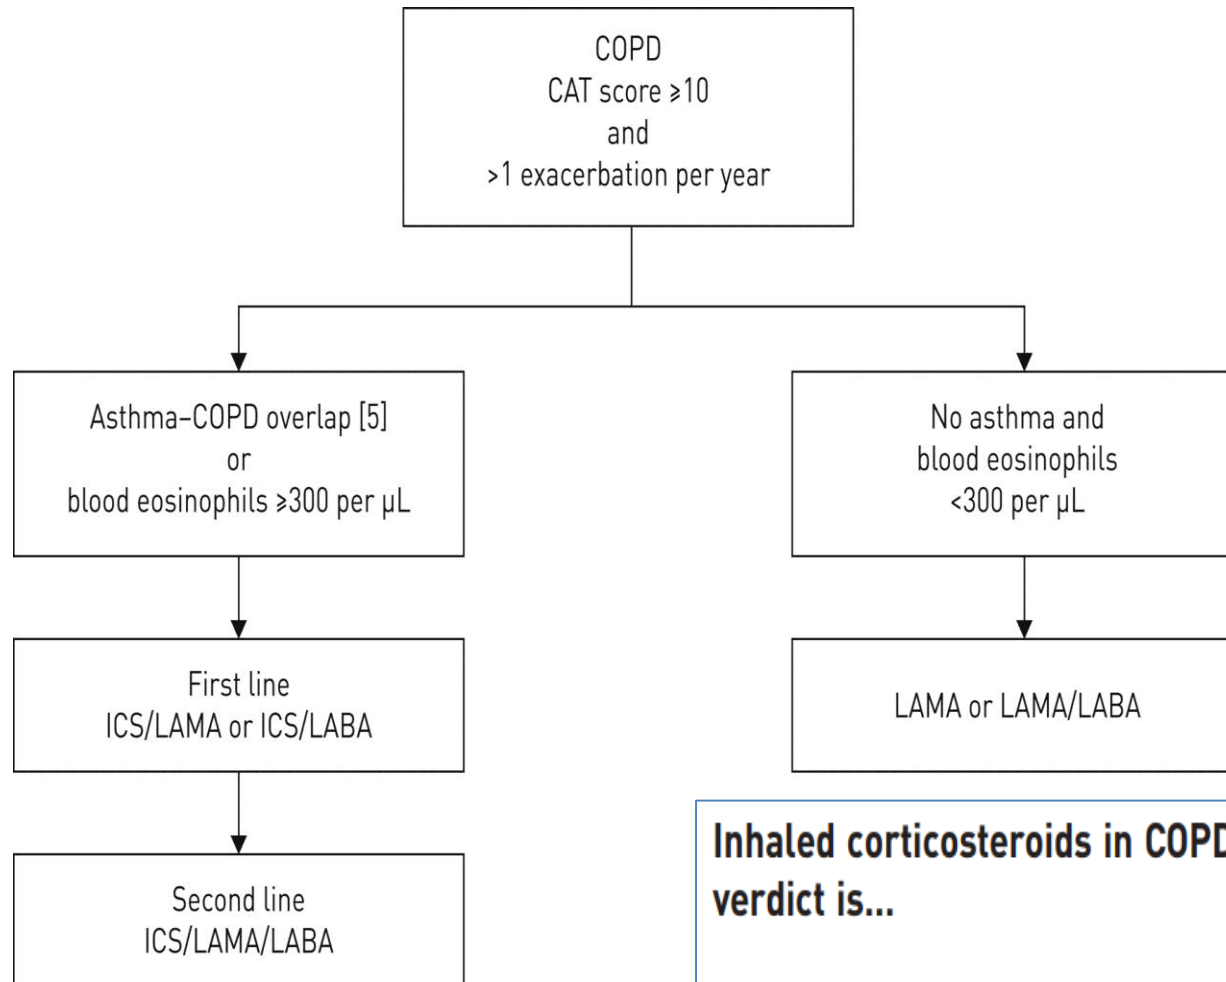 COPD
CAT score ≥10
and
>1 exacerbation per year
Asthma–COPD overlap [5]
or
blood eosinophils ≥300 per µL
No asthma and
blood eosinophils
<300 per µL
First line
ICS/LAMA or ICS/LABA
LAMA or LAMA/LABA
Second line
ICS/LAMA/LABA
Inhaled corticosteroids in COPD
verdict is...